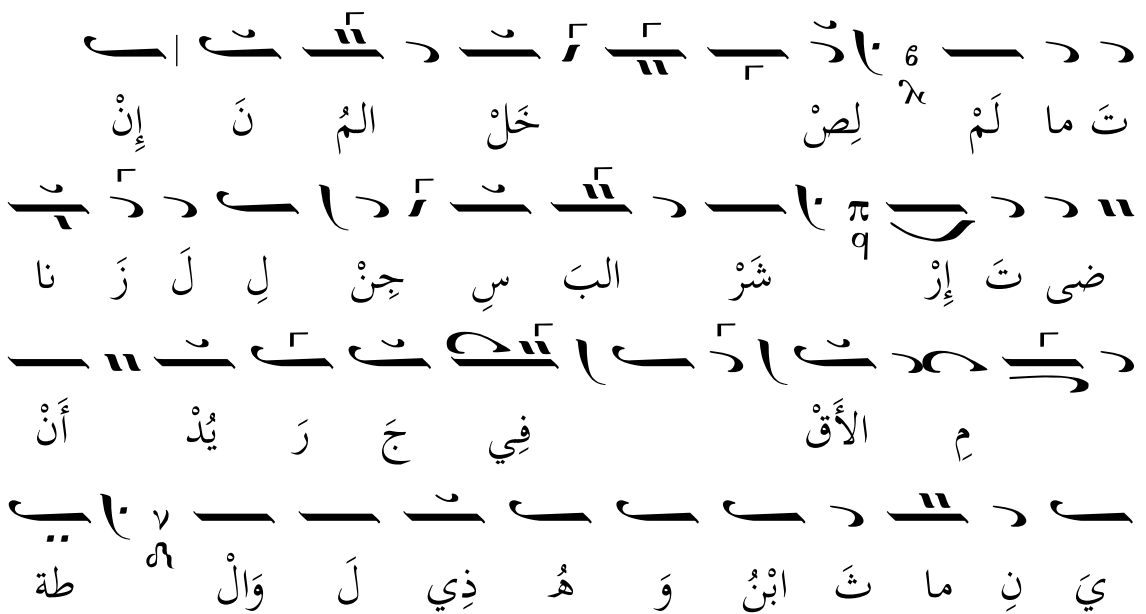 إِنْ نَ المُ خَلْ لِصْ لَمْ ما تَ
نا زَ لَ لِ جِنْ سِ البَ شَرْ إِرْ تَ ضى
أَنْ يُدْ رَ جَ فِي الأَقْ مِ
طة وَالْ لَ ذِي هُ وَ ابْنُ ثَ ما نِ يَ